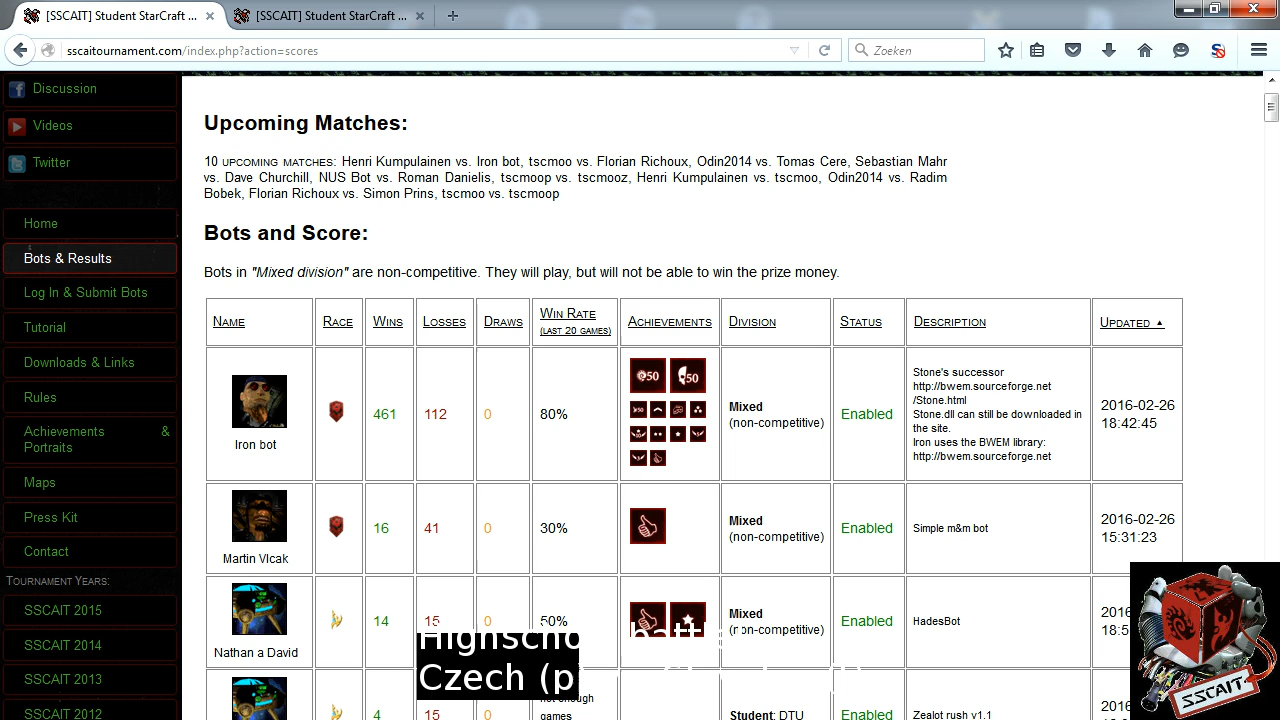 [SSCAIT] Student StarCraft ...
[SSCAIT] Student StarCraft ...
sscaitournament.com/index.php?action=scores
Zoeken
Discussion
Videos
Twitter
Home
Bots & Results
Log In & Submit Bots
Tutorial
Downloads & Links
Rules
Achievements &
Portraits
Maps
Press Kit
Contact
Tournament Years:
SSCAIT 2015
SSCAIT 2014
SSCAIT 2013
SSCAIT 2012
Upcoming Matches:
10 upcoming matches: Henri Kumpulainen vs. Iron bot, tscmoo vs. Florian Richoux, Odin2014 vs. Tomas Cere, Sebastian Mahr
vs. Dave Churchill, NUS Bot vs. Roman Danielis, tscmoop vs. tscmooz, Henri Kumpulainen vs. tscmoo, Odin2014 vs. Radim
Bobek, Florian Richoux vs. Simon Prins, tscmoo vs. tscmoop
Bots and Score:
Bots in "Mixed division" are non-competitive. They will play, but will not be able to win the prize money.
Name Race Wins Losses Draws Win Rate (last 20 games) Achievements Division Status Description Updated ▲
50 50
50
Iron bot 461 112 0 80% Mixed (non-competitive) Enabled
Stone's successor
http://bwem.sourceforge.net
/Stone.html
Stone.dll can still be downloaded in
the site.
Iron uses the BWEM library:
http://bwem.sourceforge.net
2016-02-26
18:42:45
Martin Vlcak 16 41 0 30% Mixed (non-competitive) Enabled Simple m&m bot
2016-02-26
15:31:23
Nathan a David 14 15 0 50% Mixed (non-competitive) Enabled HadesBot
4 15 games Student: DTU Enabled Zealot rush v1.1
Czech
SSCAIT